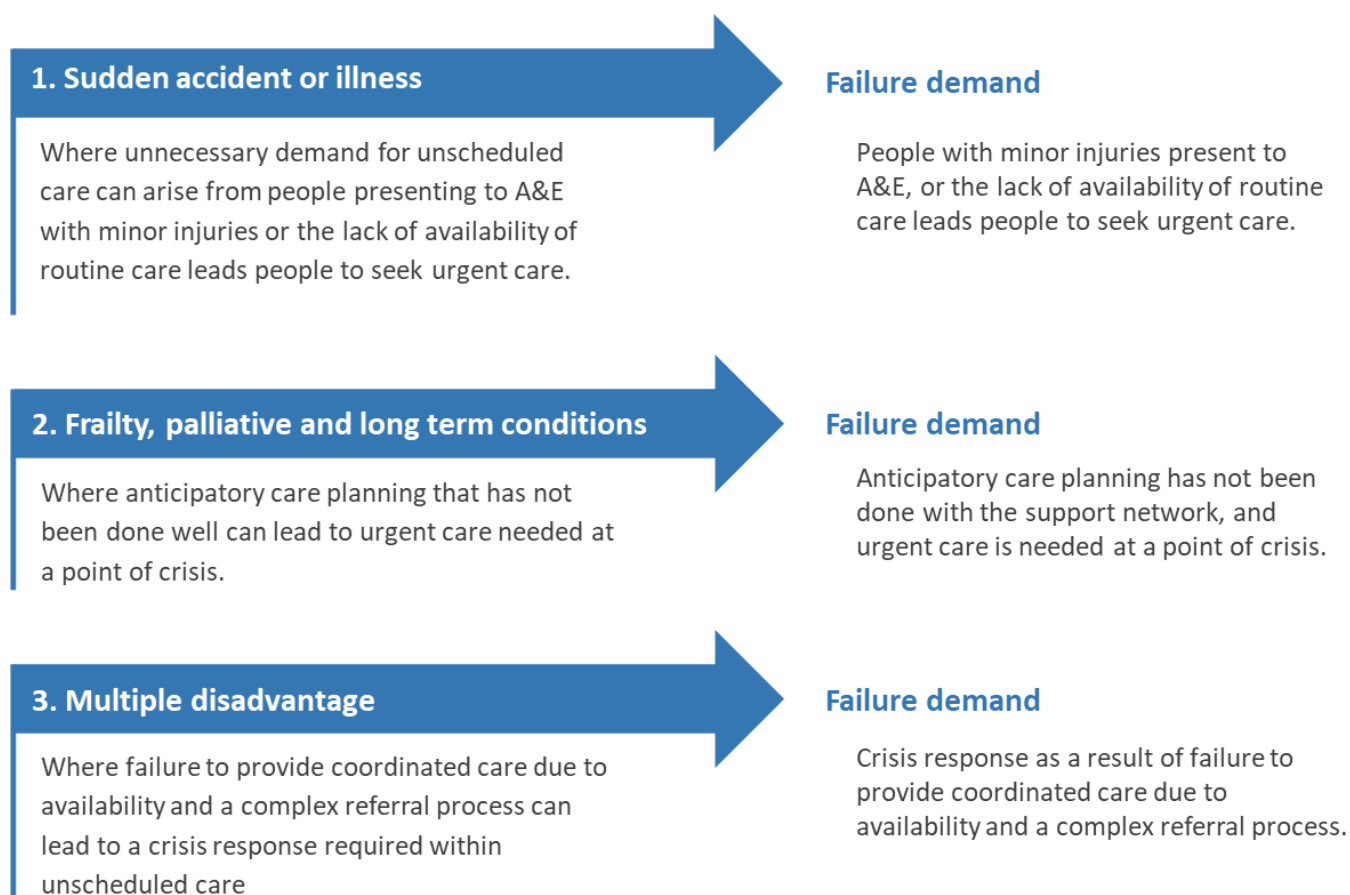 1. Sudden accident or illness
Where unnecessary demand for unscheduled
care can arise from people presenting to A&E
with minor injuries or the lack of availability of
routine care leads people to seek urgent care.
Failure demand
People with minor injuries present to
A&E, or the lack of availability of routine
care leads people to seek urgent care.
2. Frailty, palliative and long term conditions
Where anticipatory care planning that has not
been done well can lead to urgent care needed at
a point of crisis.
Failure demand
Anticipatory care planning has not been
done with the support network, and
urgent care is needed at a point of crisis.
3. Multiple disadvantage
Where failure to provide coordinated care due to
availability and a complex referral process can
lead to a crisis response required within
unscheduled care
Failure demand
Crisis response as a result of failure to
provide coordinated care due to
availability and a complex referral process.